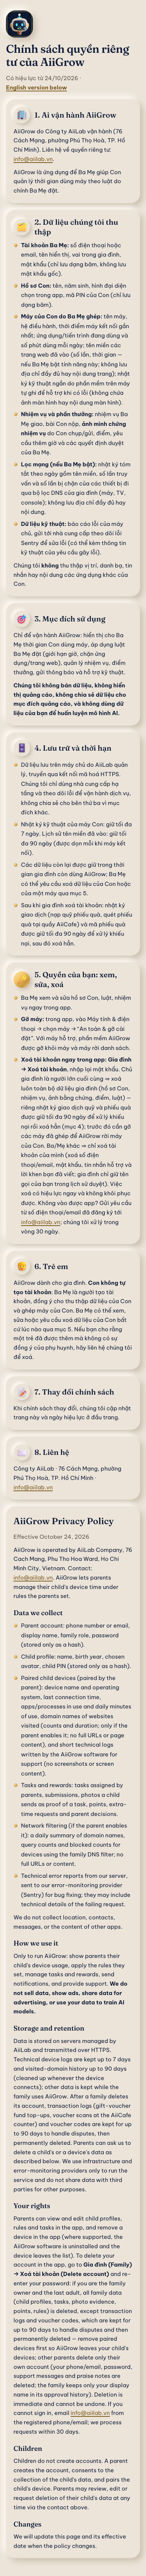 Chính sách quyền riêng
tư của AiiGrow
Có hiệu lực từ 24/10/2026 ·
English version below
1. Ai vận hành AiiGrow
AiiGrow do Công ty AiiLab vận hành (76
Cách Mạng, phường Phú Thọ Hoà, TP. Hồ
Chí Minh). Liên hệ về quyền riêng tư:
info@aiilab.vn.
AiiGrow là ứng dụng để Ba Mẹ giúp Con
quản lý thời gian dùng máy theo luật do
chính Ba Mẹ đặt.
2. Dữ liệu chúng tôi thu
thập
Tài khoản Ba Mẹ: số điện thoại hoặc
email, tên hiển thị, vai trong gia đình,
mật khẩu (chỉ lưu dạng băm, không lưu
mật khẩu gốc).
Hồ sơ Con: tên, năm sinh, hình đại diện
chọn trong app, mã PIN của Con (chỉ lưu
dạng băm).
Máy của Con do Ba Mẹ ghép: tên máy,
hệ điều hành, thời điểm máy kết nối gần
nhất; ứng dụng/tiến trình đang dùng và
số phút dùng mỗi ngày; tên miền các
trang web đã vào (số lần, thời gian —
nếu Ba Mẹ bật tính năng này; không lưu
địa chỉ đầy đủ hay nội dung trang); nhật
ký kỹ thuật ngắn do phần mềm trên máy
tự ghi để hỗ trợ khi có lỗi (không chứa
ảnh màn hình hay nội dung màn hình).
Nhiệm vụ và phần thưởng: nhiệm vụ Ba
Mẹ giao, bài Con nộp, ảnh minh chứng
nhiệm vụ do Con chụp/gửi, điểm, yêu
cầu thêm giờ và các quyết định duyệt
của Ba Mẹ.
Lọc mạng (nếu Ba Mẹ bật): nhật ký tóm
tắt theo ngày gồm tên miền, số lần truy
vấn và số lần bị chặn của các thiết bị đi
qua bộ lọc DNS của gia đình (máy, TV,
console); không lưu địa chỉ đầy đủ hay
nội dung.
Dữ liệu kỹ thuật: báo cáo lỗi của máy
chủ, gửi tới nhà cung cấp theo dõi lỗi
Sentry để sửa lỗi (có thể kèm thông tin
kỹ thuật của yêu cầu gây lỗi).
Chúng tôi không thu thập vị trí, danh bạ, tin
nhắn hay nội dung các ứng dụng khác của
Con.
3. Mục đích sử dụng
Chỉ để vận hành AiiGrow: hiển thị cho Ba
Mẹ thời gian Con dùng máy, áp dụng luật
Ba Mẹ đặt (giới hạn giờ, chặn ứng
dụng/trang web), quản lý nhiệm vụ, điểm
thưởng, gửi thông báo và hỗ trợ kỹ thuật.
Chúng tôi không bán dữ liệu, không hiển
thị quảng cáo, không chia sẻ dữ liệu cho
mục đích quảng cáo, và không dùng dữ
liệu của bạn để huấn luyện mô hình AI.
4. Lưu trữ và thời hạn
Dữ liệu lưu trên máy chủ do AiiLab quản
lý, truyền qua kết nối mã hoá HTTPS.
Chúng tôi chỉ dùng nhà cung cấp hạ
tầng và theo dõi lỗi để vận hành dịch vụ,
không chia sẻ cho bên thứ ba vì mục
đích khác.
Nhật ký kỹ thuật của máy Con: giữ tối đa
7 ngày. Lịch sử tên miền đã vào: giữ tối
đa 90 ngày (được dọn mỗi khi máy kết
nối).
Các dữ liệu còn lại được giữ trong thời
gian gia đình còn dùng AiiGrow; Ba Mẹ
có thể yêu cầu xoá dữ liệu của Con hoặc
của một máy qua mục 5.
Sau khi gia đình xoá tài khoản: nhật ký
giao dịch (nạp quỹ phiếu quà, quét phiếu
quà tại quầy AiiCafe) và mã phiếu quà
được giữ tối đa 90 ngày để xử lý khiếu
nại, sau đó xoá hẳn.
5. Quyền của bạn: xem,
sửa, xoá
Ba Mẹ xem và sửa hồ sơ Con, luật, nhiệm
vụ ngay trong app.
Gỡ máy: trong app, vào Máy tính & điện
thoại → chọn máy → "An toàn & gỡ cài
đặt". Với máy hỗ trợ, phần mềm AiiGrow
được gỡ khỏi máy và máy rời danh sách.
Xoá tài khoản ngay trong app: Gia đình
→ Xoá tài khoản, nhập lại mật khẩu. Chủ
gia đình là người lớn cuối cùng ⇒ xoá
luôn toàn bộ dữ liệu gia đình (hồ sơ Con,
nhiệm vụ, ảnh bằng chứng, điểm, luật) —
riêng nhật ký giao dịch quỹ và phiếu quà
được giữ tối đa 90 ngày để xử lý khiếu nại
rồi xoá hẳn (mục 4); trước đó cần gỡ
các máy đã ghép để AiiGrow rời máy
của Con. Ba/Mẹ khác ⇒ chỉ xoá tài
khoản của mình (xoá số điện
thoại/email, mật khẩu, tin nhắn hỗ trợ và
lời khen bạn đã viết; gia đình chỉ giữ tên
gọi của bạn trong lịch sử duyệt). Việc
xoá có hiệu lực ngay và không khôi phục
được. Không vào được app? Gửi yêu cầu
từ số điện thoại/email đã đăng ký tới
info@aiilab.vn; chúng tôi xử lý trong
vòng 30 ngày.
6. Trẻ em
AiiGrow dành cho gia đình. Con không tự
tạo tài khoản: Ba Mẹ là người tạo tài
khoản, đồng ý cho thu thập dữ liệu của Con
và ghép máy của Con. Ba Mẹ có thể xem,
sửa hoặc yêu cầu xoá dữ liệu của Con bất
cứ lúc nào qua mục 5. Nếu bạn cho rằng
một trẻ đã được thêm mà không có sự
đồng ý của phụ huynh, hãy liên hệ chúng tôi
để xoá.
7. Thay đổi chính sách
Khi chính sách thay đổi, chúng tôi cập nhật
trang này và ngày hiệu lực ở đầu trang.
8. Liên hệ
Công ty AiiLab · 76 Cách Mạng, phường
Phú Thọ Hoà, TP. Hồ Chí Minh ·
info@aiilab.vn
AiiGrow Privacy Policy
Effective October 24, 2026
AiiGrow is operated by AiiLab Company, 76
Cach Mang, Phu Tho Hoa Ward, Ho Chi
Minh City, Vietnam. Contact:
info@aiilab.vn. AiiGrow lets parents
manage their child's device time under
rules the parents set.
Data we collect
Parent account: phone number or email,
display name, family role, password
(stored only as a hash).
Child profile: name, birth year, chosen
avatar, child PIN (stored only as a hash).
Paired child devices (paired by the
parent): device name and operating
system, last connection time,
apps/processes in use and daily minutes
of use, domain names of websites
visited (counts and duration; only if the
parent enables it; no full URLs or page
content), and short technical logs
written by the AiiGrow software for
support (no screenshots or screen
content).
Tasks and rewards: tasks assigned by
parents, submissions, photos a child
sends as proof of a task, points, extra-
time requests and parent decisions.
Network filtering (if the parent enables
it): a daily summary of domain names,
query counts and blocked counts for
devices using the family DNS filter; no
full URLs or content.
Technical error reports from our server,
sent to our error-monitoring provider
(Sentry) for bug fixing; they may include
technical details of the failing request.
We do not collect location, contacts,
messages, or the content of other apps.
How we use it
Only to run AiiGrow: show parents their
child's device usage, apply the rules they
set, manage tasks and rewards, send
notifications, and provide support. We do
not sell data, show ads, share data for
advertising, or use your data to train AI
models.
Storage and retention
Data is stored on servers managed by
AiiLab and transmitted over HTTPS.
Technical device logs are kept up to 7 days
and visited-domain history up to 90 days
(cleaned up whenever the device
connects); other data is kept while the
family uses AiiGrow. After a family deletes
its account, transaction logs (gift-voucher
fund top-ups, voucher scans at the AiiCafe
counter) and voucher codes are kept for up
to 90 days to handle disputes, then
permanently deleted. Parents can ask us to
delete a child's or a device's data as
described below. We use infrastructure and
error-monitoring providers only to run the
service and do not share data with third
parties for other purposes.
Your rights
Parents can view and edit child profiles,
rules and tasks in the app, and remove a
device in the app (where supported, the
AiiGrow software is uninstalled and the
device leaves the list). To delete your
account in the app, go to Gia đình (Family)
→ Xoá tài khoản (Delete account) and re-
enter your password: if you are the family
owner and the last adult, all family data
(child profiles, tasks, photo evidence,
points, rules) is deleted, except transaction
logs and voucher codes, which are kept for
up to 90 days to handle disputes and then
permanently deleted — remove paired
devices first so AiiGrow leaves your child's
devices; other parents delete only their
own account (your phone/email, password,
support messages and praise notes are
deleted; the family keeps only your display
name in its approval history). Deletion is
immediate and cannot be undone. If you
cannot sign in, email info@aiilab.vn from
the registered phone/email; we process
requests within 30 days.
Children
Children do not create accounts. A parent
creates the account, consents to the
collection of the child's data, and pairs the
child's device. Parents may review, edit or
request deletion of their child's data at any
time via the contact above.
Changes
We will update this page and its effective
date when the policy changes.